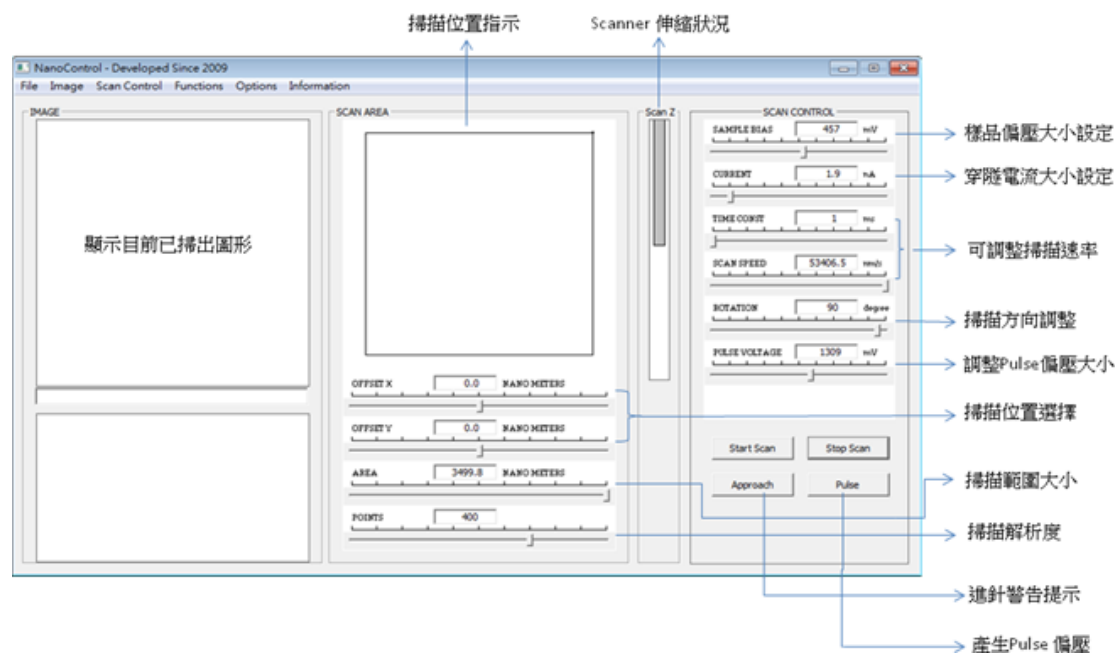 掃描位置指示
Scanner 伸縮狀況
NanoControl - Developed Since 2009
File Image Scan Control Functions Options Information
IMAGE
顯示目前已掃出圖形
SCAN AREA
OFFSET X 0.0 NANO METERS
OFFSET Y 0.0 NANO METERS
AREA 3499.8 NANO METERS
POINTS 400
Scan Z
SCAN CONTROL
SAMPLE BIAS 457 mV
CURRENT 1.9 nA
TIME CONST 1 ms
SCAN SPEED 53406.5 nm/s
ROTATION 90 degree
PULSE VOLTAGE 1309 mV
Start Scan Stop Scan
Approach Pulse
樣品偏壓大小設定
穿隧電流大小設定
可調整掃描速率
掃描方向調整
調整Pulse偏壓大小
掃描位置選擇
掃描範圍大小
掃描解析度
進針警告提示
產生Pulse 偏壓